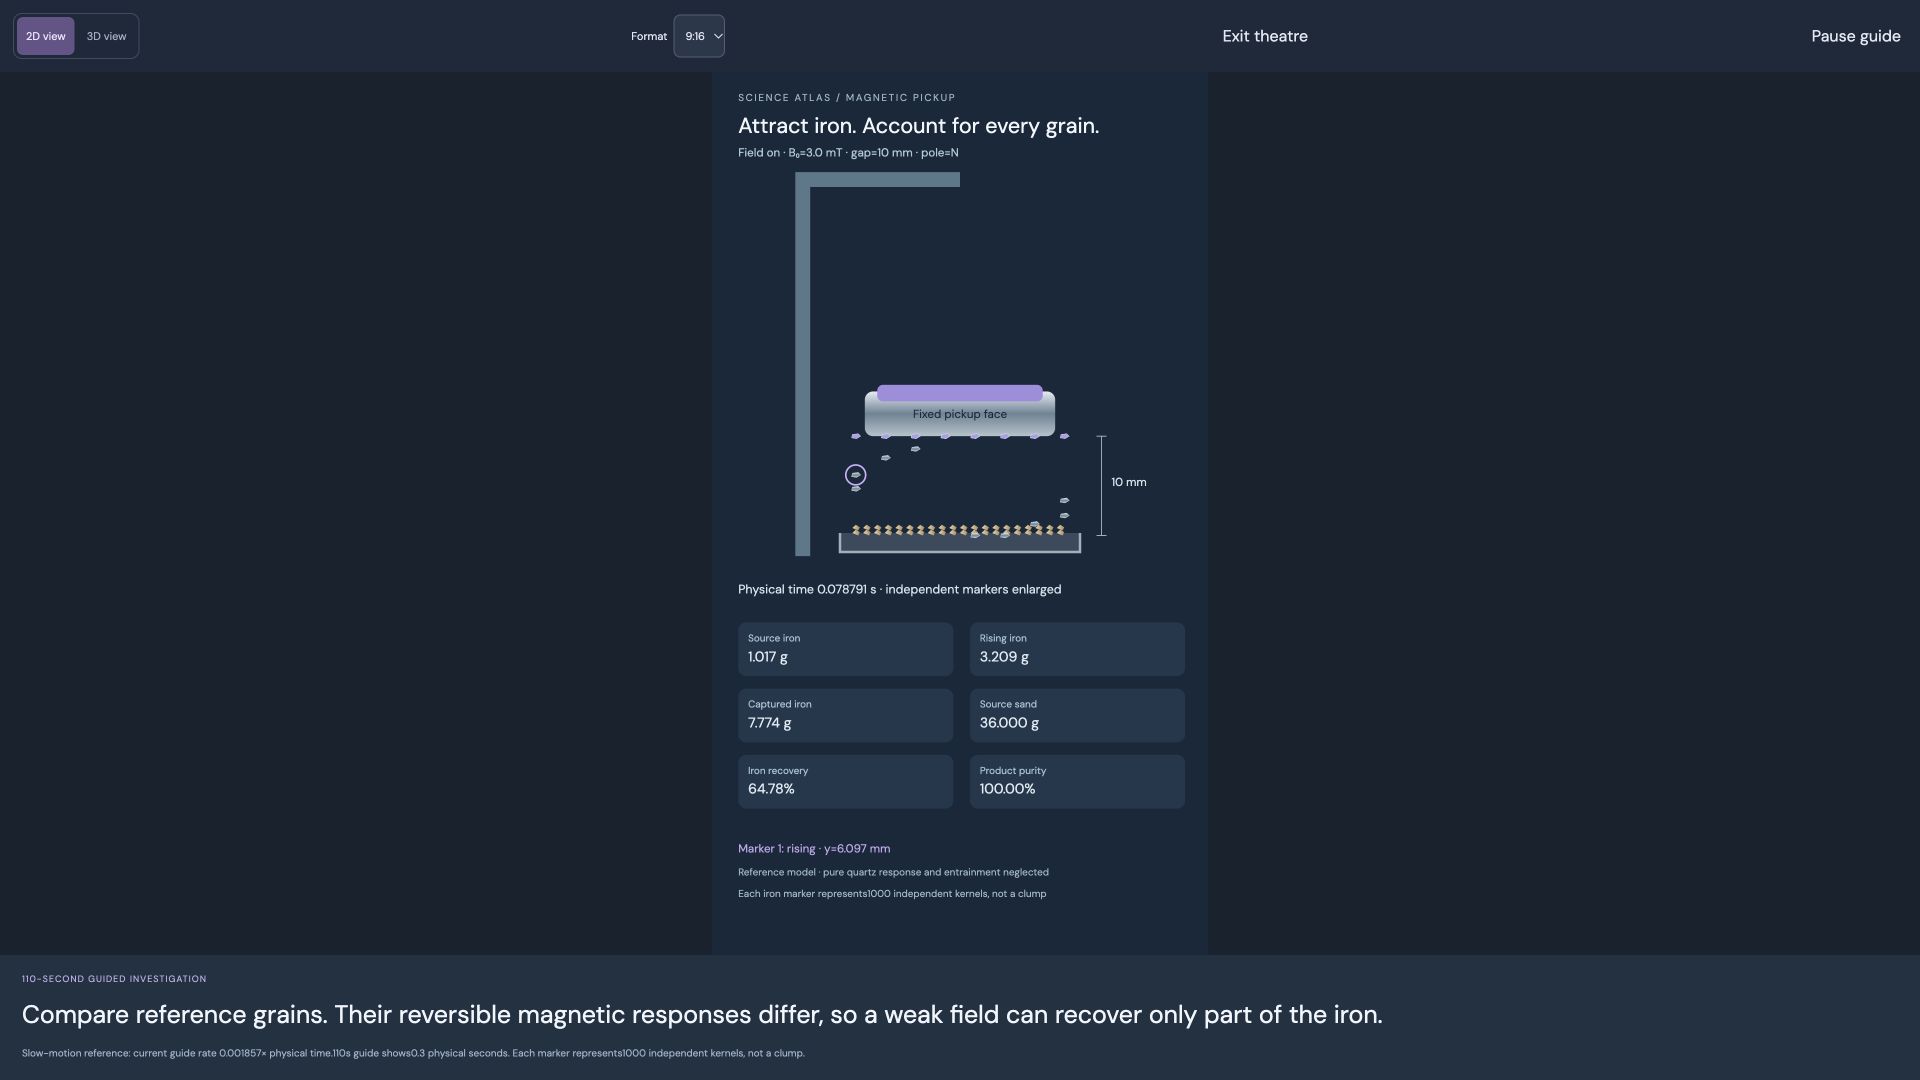 2D view
3D view
Format
9:16
Exit theatre
Pause guide
SCIENCE ATLAS / MAGNETIC PICKUP
Attract iron. Account for every grain.
Field on · B₀=3.0 mT · gap=10 mm · pole=N
Fixed pickup face
10 mm
Physical time 0.078791 s · independent markers enlarged
Source iron
1.017 g
Rising iron
3.209 g
Captured iron
7.774 g
Source sand
36.000 g
Iron recovery
64.78%
Product purity
100.00%
Marker 1: rising · y=6.097 mm
Reference model · pure quartz response and entrainment neglected
Each iron marker represents1000 independent kernels, not a clump
110-SECOND GUIDED INVESTIGATION
Compare reference grains. Their reversible magnetic responses differ, so a weak field can recover only part of the iron.
Slow-motion reference: current guide rate 0.001857× physical time.110s guide shows0.3 physical seconds. Each marker represents1000 independent kernels, not a clump.